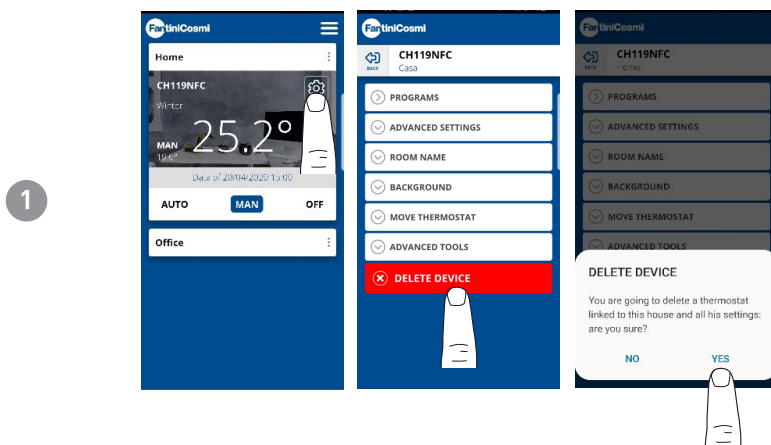 1
FantiniCosmi
Home
CH119NFC
Winter
25.2°
MAN
19.6°
Data of 20/04/2020 15:00
AUTO MAN OFF
Office
FantiniCosmi
BACK
CH119NFC
Casa
PROGRAMS
ADVANCED SETTINGS
ROOM NAME
BACKGROUND
MOVE THERMOSTAT
ADVANCED TOOLS
DELETE DEVICE
FantiniCosmi
BACK
CH119NFC
Home
PROGRAMS
ADVANCED SETTINGS
ROOM NAME
BACKGROUND
MOVE THERMOSTAT
ADVANCED TOOLS
DELETE DEVICE
You are going to delete a thermostat
linked to this house and all his settings:
are you sure?
NO YES